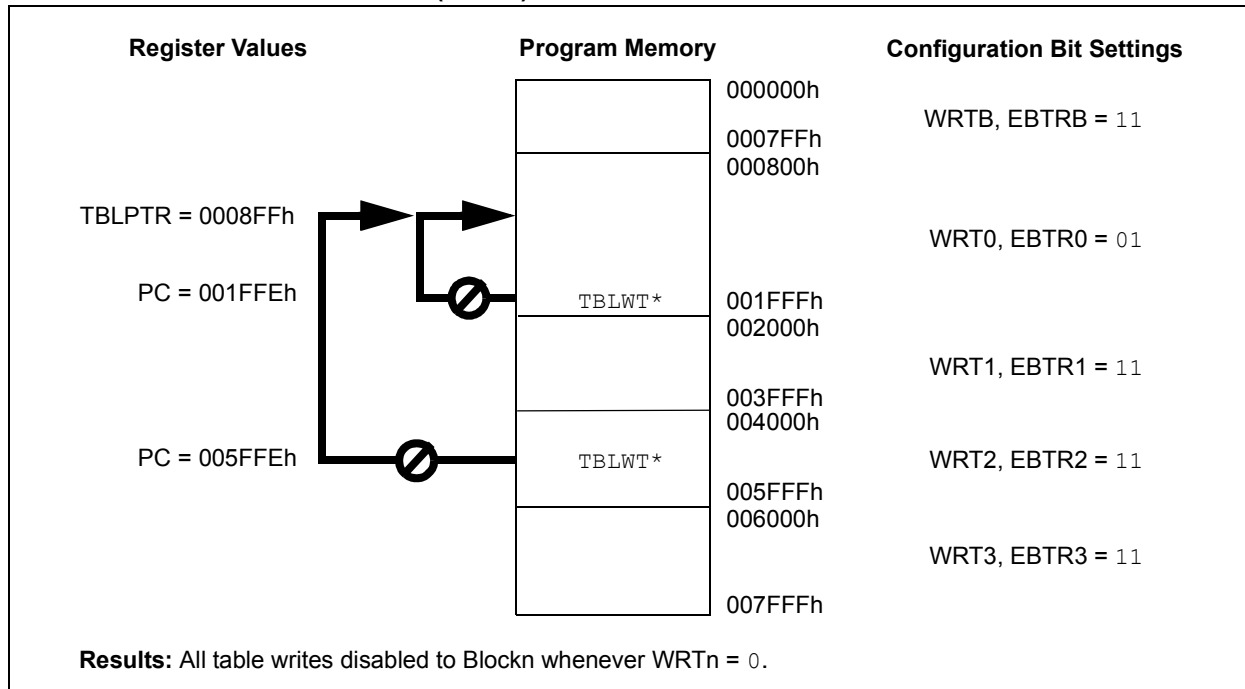 Register Values Program Memory Configuration Bit Settings
000000h
WRTB, EBTRB = 11
0007FFh
000800h
TBLPTR = 0008FFh
WRT0, EBTR0 = 01
PC = 001FFEh
TBLWT* 001FFFh
002000h
WRT1, EBTR1 = 11
003FFFh
004000h
PC = 005FFEh TBLWT* WRT2, EBTR2 = 11
005FFFh
006000h
WRT3, EBTR3 = 11
007FFFh
Results: All table writes disabled to Blockn whenever WRTn = 0.